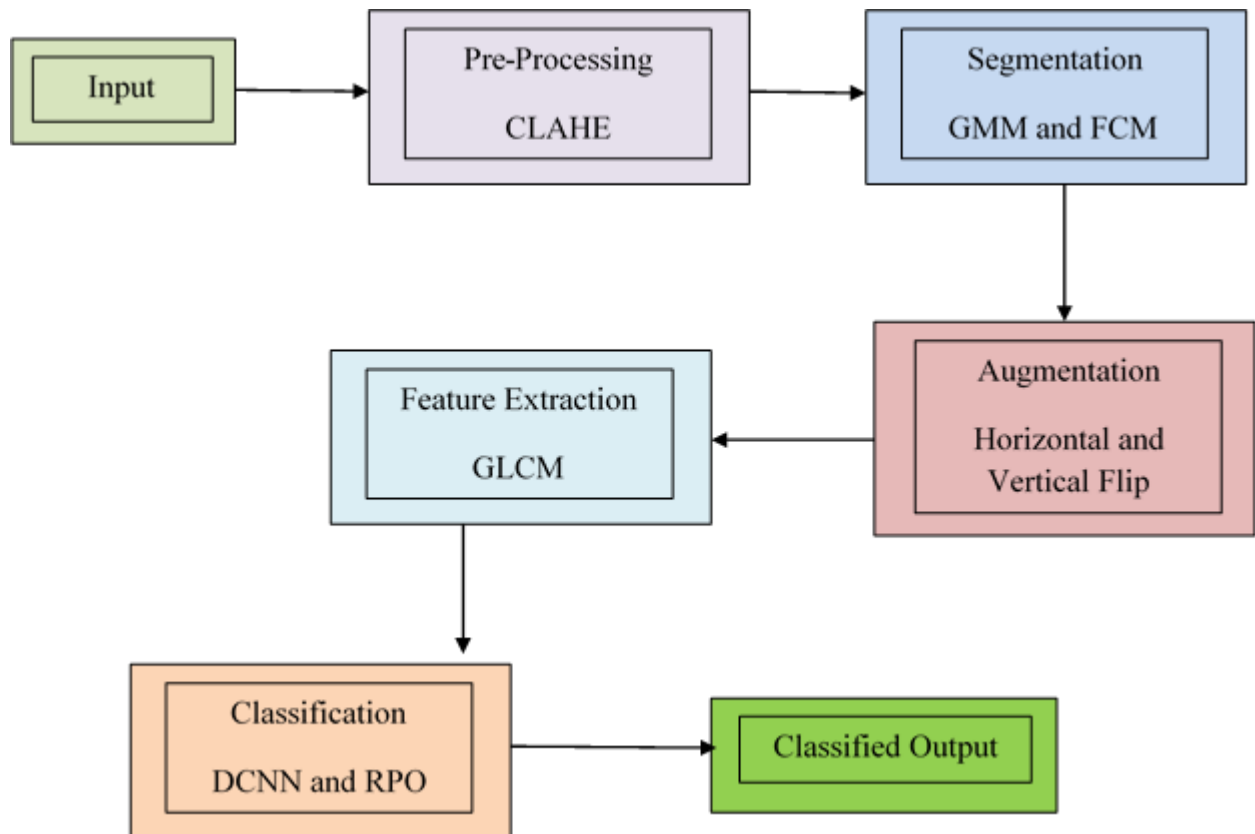 Input
Pre-Processing
CLAHE
Segmentation
GMM and FCM
Augmentation
Horizontal and
Vertical Flip
Feature Extraction
GLCM
Classification
DCNN and RPO
Classified Output